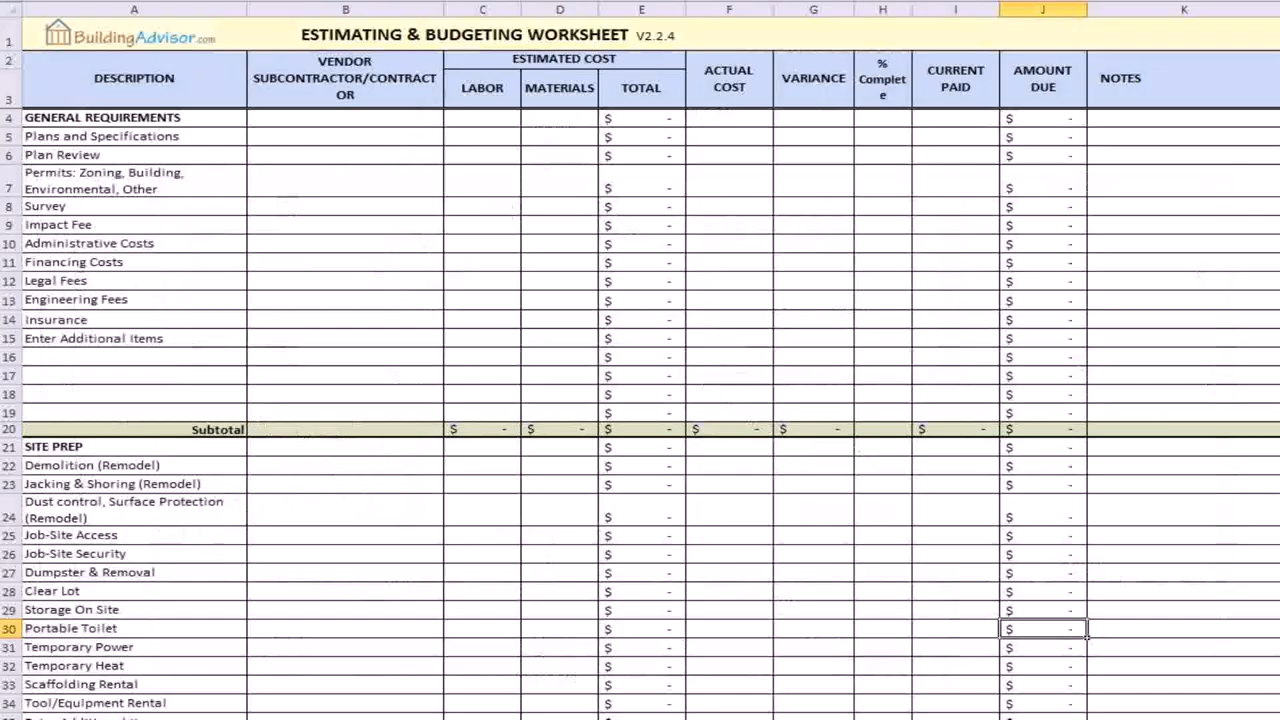 A B C D E F G H I J K
1 BuildingAdvisor.com ESTIMATING & BUDGETING WORKSHEET V2.2.4
2 VENDOR ESTIMATED COST %
SUBCONTRACTOR/CONTRACT ACTUAL Complet CURRENT AMOUNT
DESCRIPTION OR LABOR MATERIALS TOTAL COST VARIANCE e PAID DUE NOTES
3
4 GENERAL REQUIREMENTS $ - $ -
5 Plans and Specifications $ - $ -
6 Plan Review $ - $ -
Permits: Zoning, Building,
7 Environmental, Other $ - $ -
8 Survey $ - $ -
9 Impact Fee $ - $ -
10 Administrative Costs $ - $ -
11 Financing Costs $ - $ -
12 Legal Fees $ - $ -
13 Engineering Fees $ - $ -
14 Insurance $ - $ -
15 Enter Additional Items $ - $ -
16 $ - $ -
17 $ - $ -
18 $ - $ -
19 $ - $ -
20 Subtotal $ - $ - $ - $ - $ - $ - $ -
21 SITE PREP $ - $ -
22 Demolition (Remodel) $ - $ -
23 Jacking & Shoring (Remodel) $ - $ -
Dust control, Surface Protection
24 (Remodel) $ - $ -
25 Job-Site Access $ - $ -
26 Job-Site Security $ - $ -
27 Dumpster & Removal $ - $ -
28 Clear Lot $ - $ -
29 Storage On Site $ - $ -
30 Portable Toilet $ - $ -
31 Temporary Power $ - $ -
32 Temporary Heat $ - $ -
33 Scaffolding Rental $ - $ -
34 Tool/Equipment Rental $ - $ -